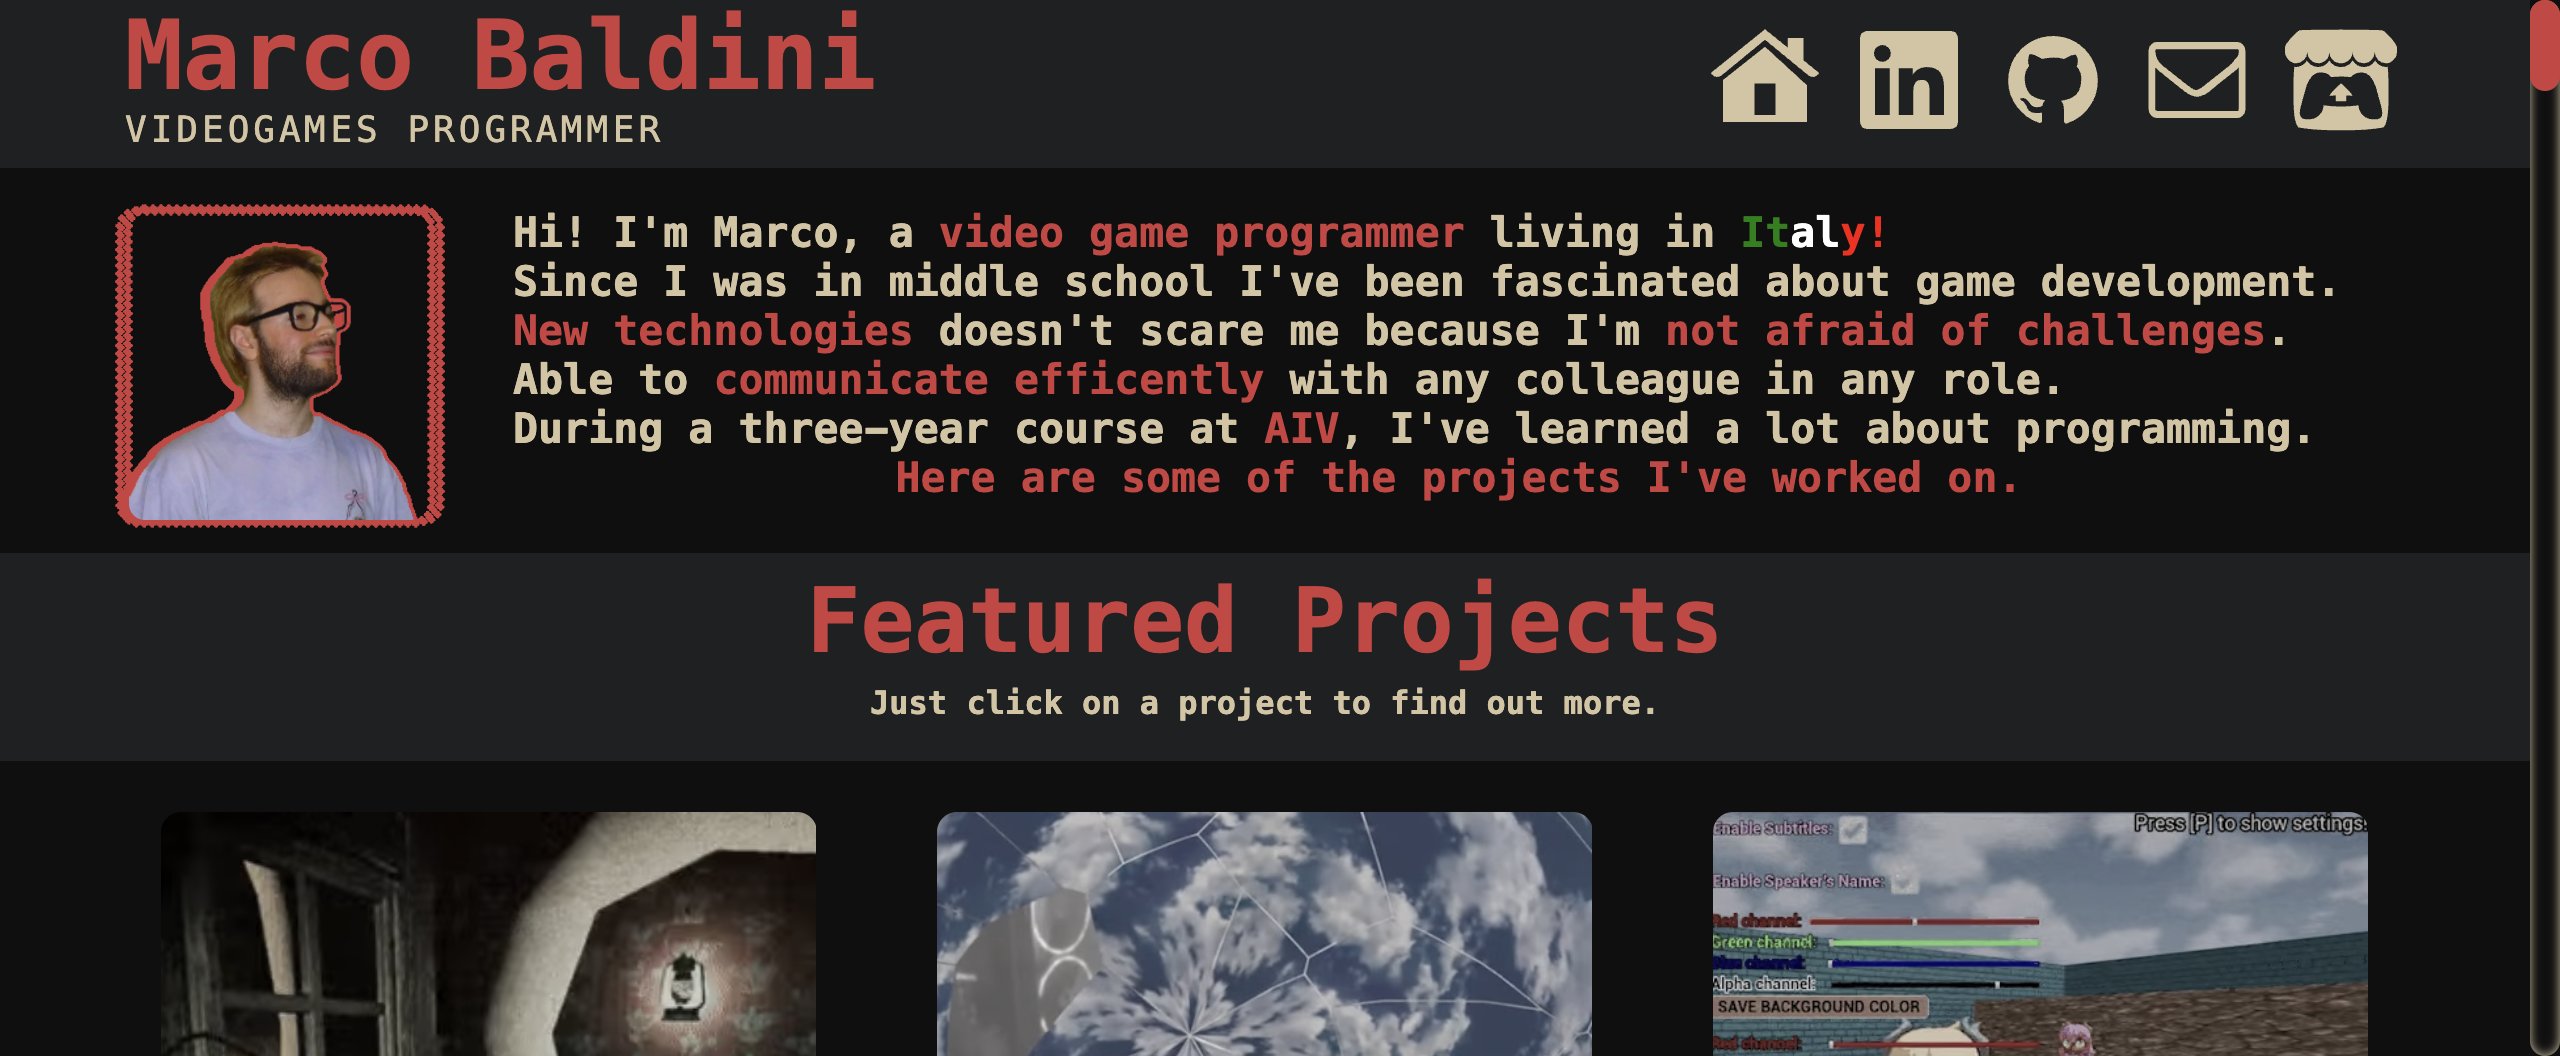 Marco Baldini
VIDEOGAMES PROGRAMMER
in
Hi! I'm Marco, a video game programmer living in Italy!
Since I was in middle school I've been fascinated about game development.
New technologies doesn't scare me because I'm not afraid of challenges.
Able to communicate efficently with any colleague in any role.
During a three-year course at AIV, I've learned a lot about programming.
Here are some of the projects I've worked on.
Featured Projects
Just click on a project to find out more.
Enable Subtitles:
Press [P] to show settings:
Enable Speaker's Name:
Red channel:
Green channel:
Blue channel:
Alpha channel:
SAVE BACKGROUND COLOR
Red channel: